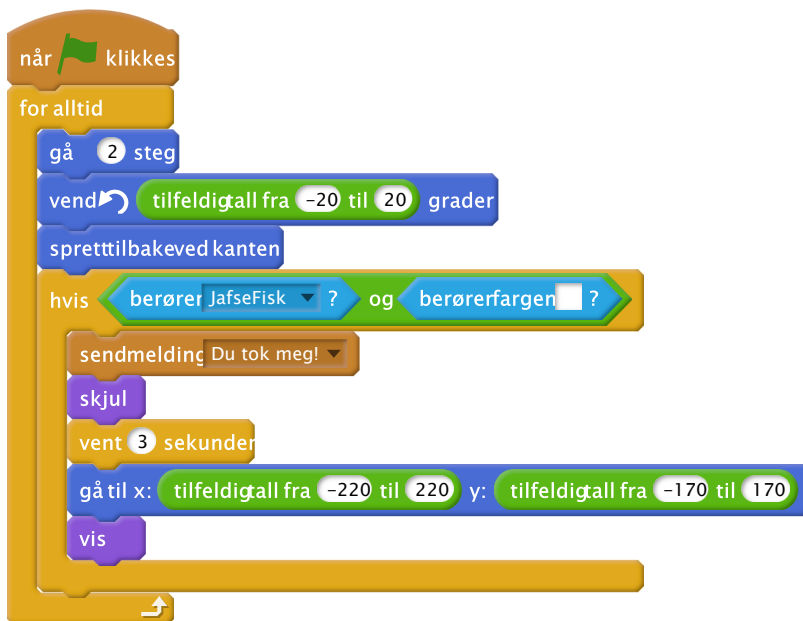 når klikkes
for alltid
gå 2 steg
vend tilfeldigtall fra -20 til 20 grader
spretttilbakeved kanten
hvis berører JafseFisk ? og berørerfargen ?
sendmelding Du tok meg!
skjul
vent 3 sekunder
gå til x: tilfeldigtall fra -220 til 220 y: tilfeldigtall fra -170 til 170
vis